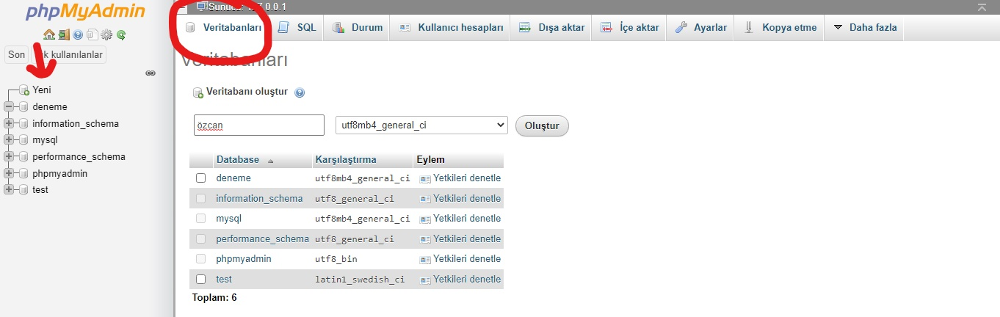 phpMyAdmin
Son
kullanılanlar
Yeni
deneme
information_schema
mysql
performance_schema
phpmyadmin
test
Sunucu: 127.0.0.1
Veritabanları
SQL
Durum
Kullanıcı hesapları
Dışa aktar
İçe aktar
Ayarlar
Kopya etme
Daha fazla
Veritabanları
Veritabanı oluştur
özcan
utf8mb4_general_ci
Oluştur
Database Karşılaştırma Eylem
deneme utf8mb4_general_ci Yetkileri denetle
information_schema utf8_general_ci Yetkileri denetle
mysql utf8mb4_general_ci Yetkileri denetle
performance_schema utf8_general_ci Yetkileri denetle
phpmyadmin utf8_bin Yetkileri denetle
test latin1_swedish_ci Yetkileri denetle
Toplam: 6